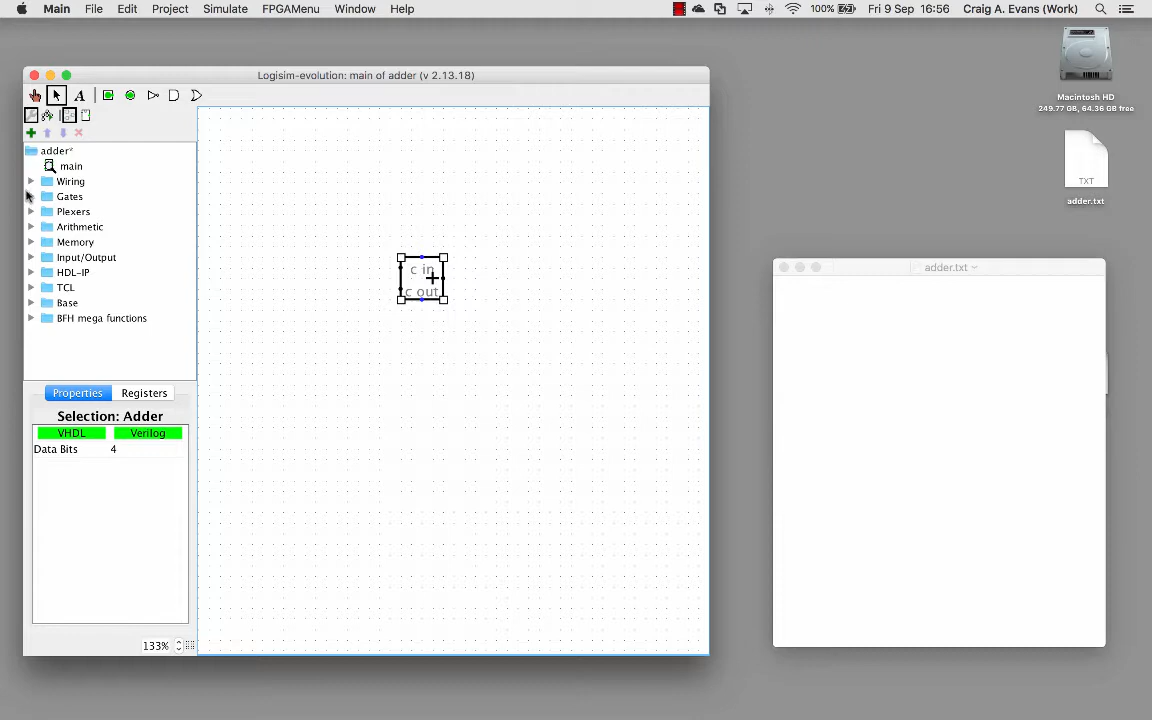 Main File Edit Project Simulate FPGAMenu Window Help 100% Fri 9 Sep 16:56 Craig A. Evans (Work)
Logisim-evolution: main of adder (v 2.13.18)
A
adder*
main
Wiring
Gates
Plexers
Arithmetic
Memory
Input/Output
HDL-IP
TCL
Base
BFH mega functions
Properties Registers
Selection: Adder
VHDL Verilog
Data Bits 4
133%
c in
c out
Macintosh HD
249.77 GB, 64.36 GB free
TXT
adder.txt
adder.txt